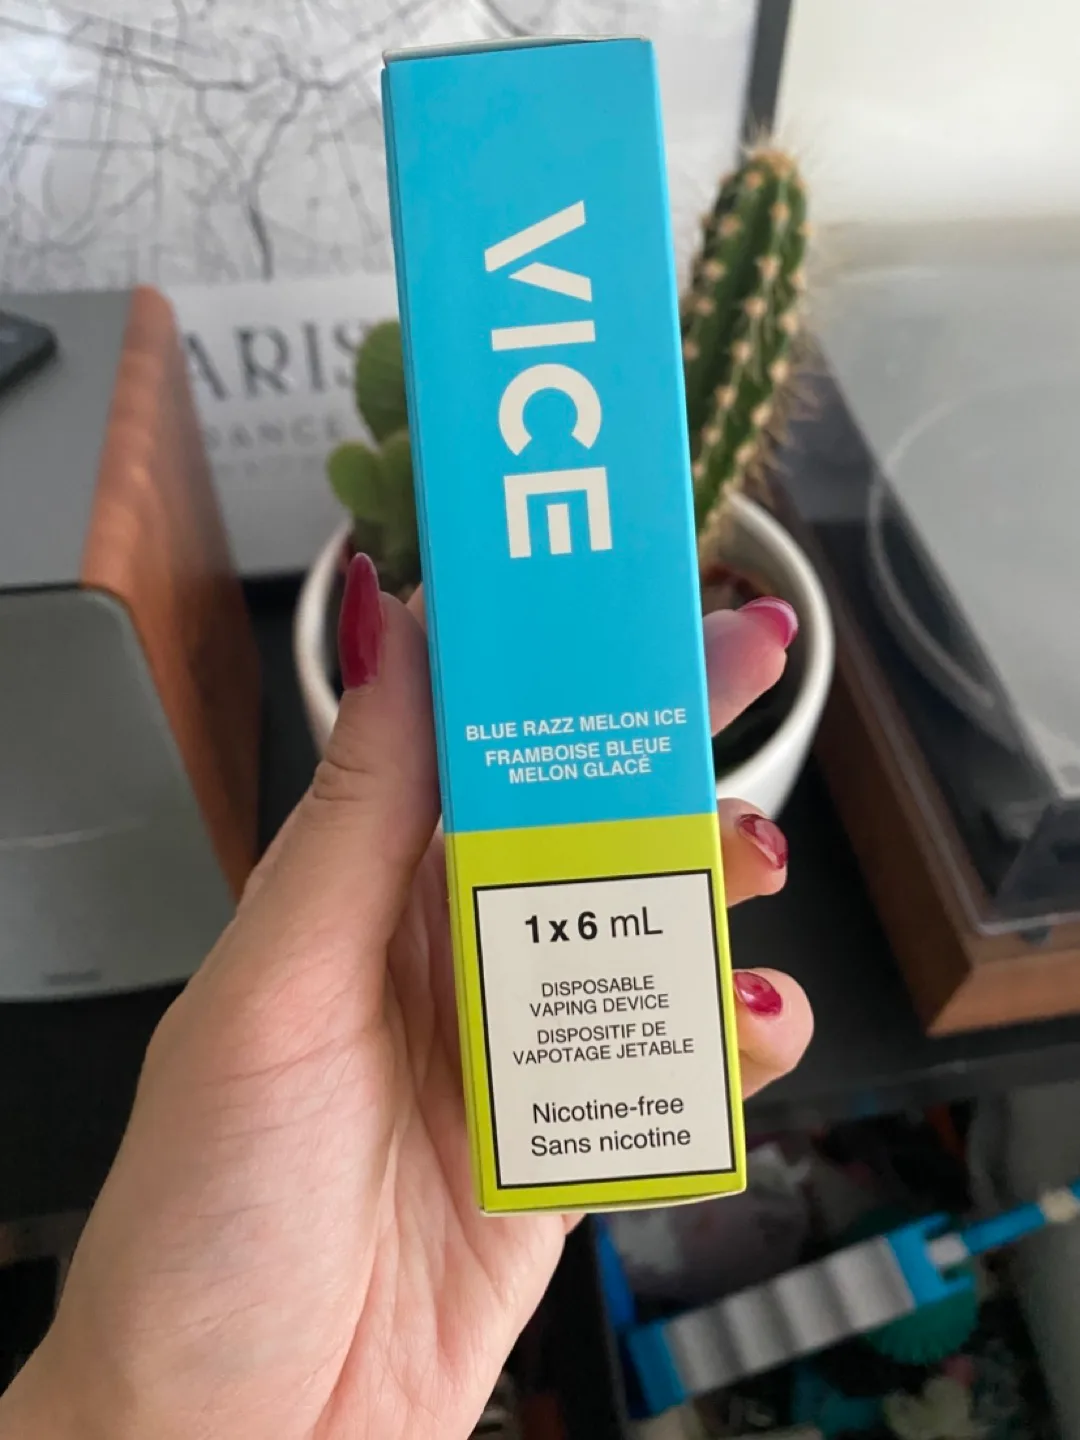 VICE
BLUE RAZZ MELON ICE
FRAMBOISE BLEUE
MELON GLACÉ
1 x 6 mL
DISPOSABLE
VAPING DEVICE
DISPOSITIF DE
VAPOTAGE JETABLE
Nicotine-free
Sans nicotine
ARIS